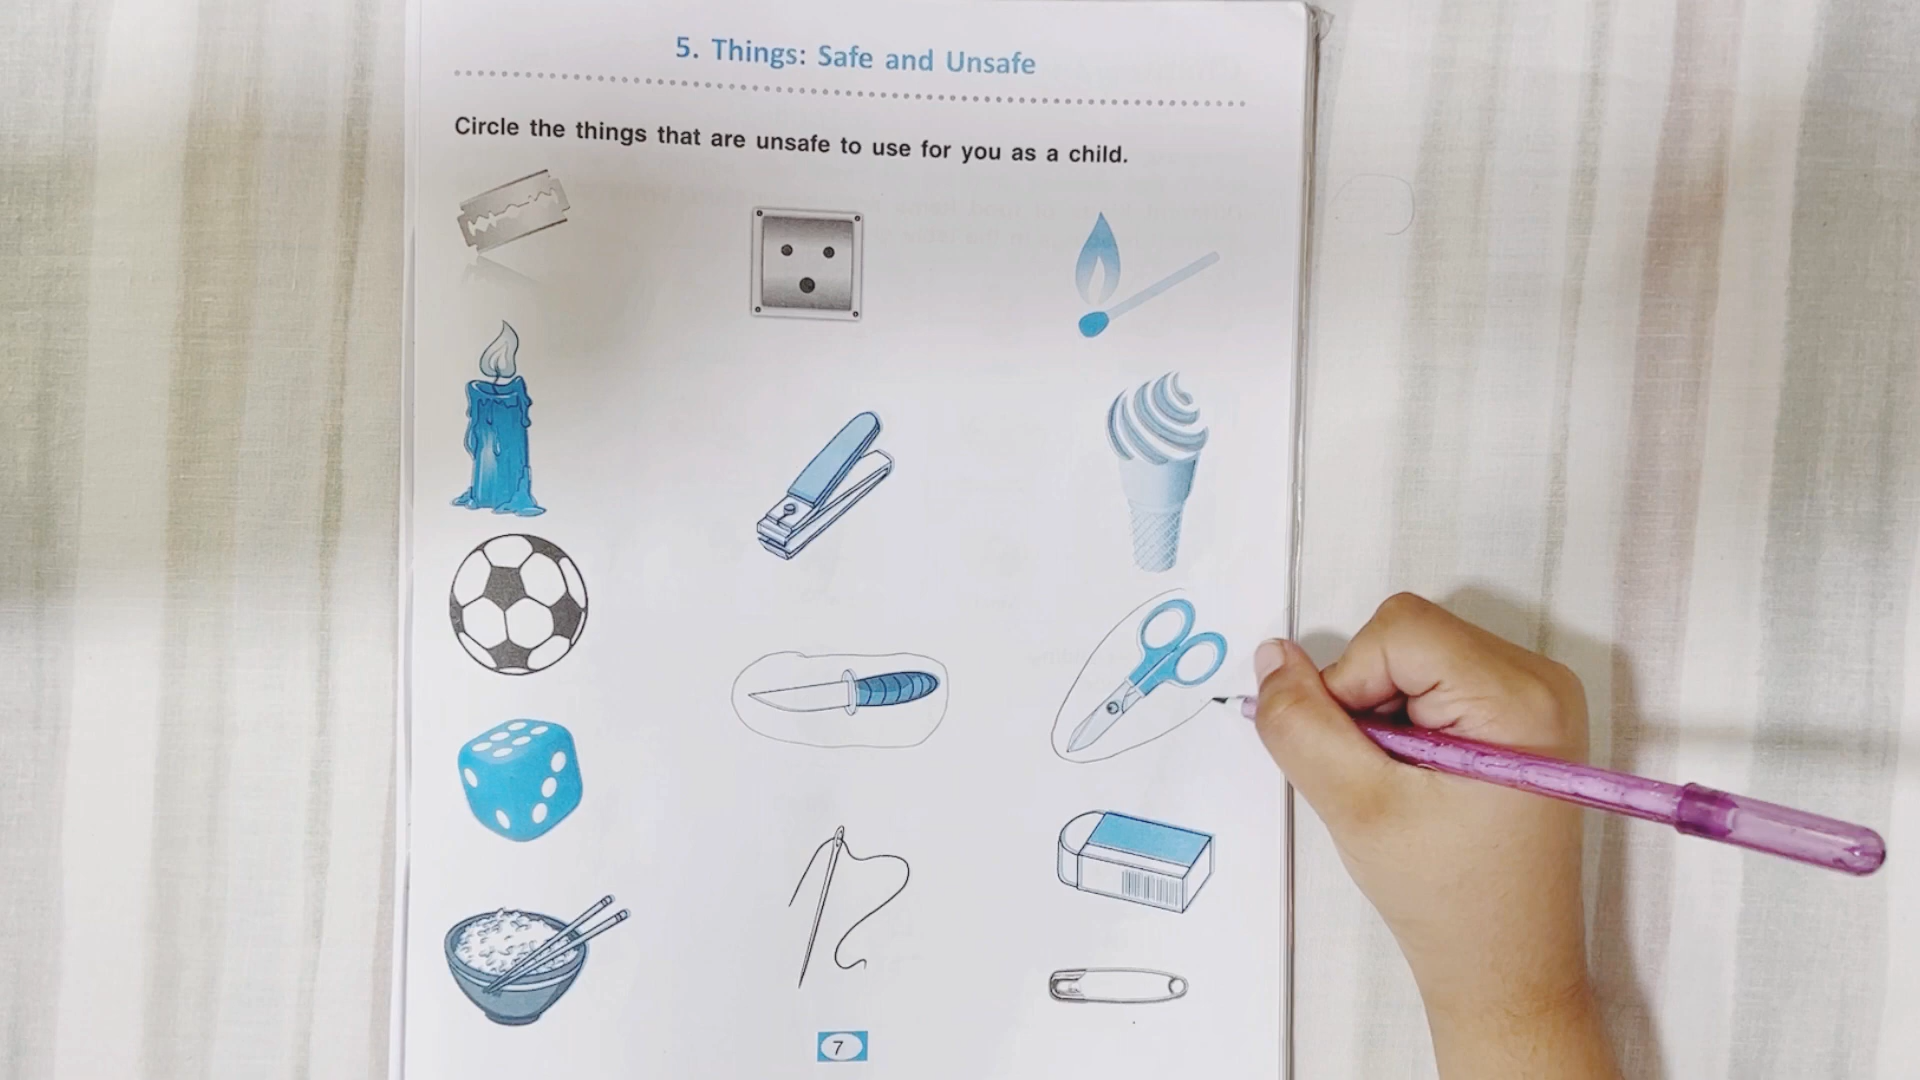 5. Things: Safe and Unsafe
Circle the things that are unsafe to use for you as a child.
7